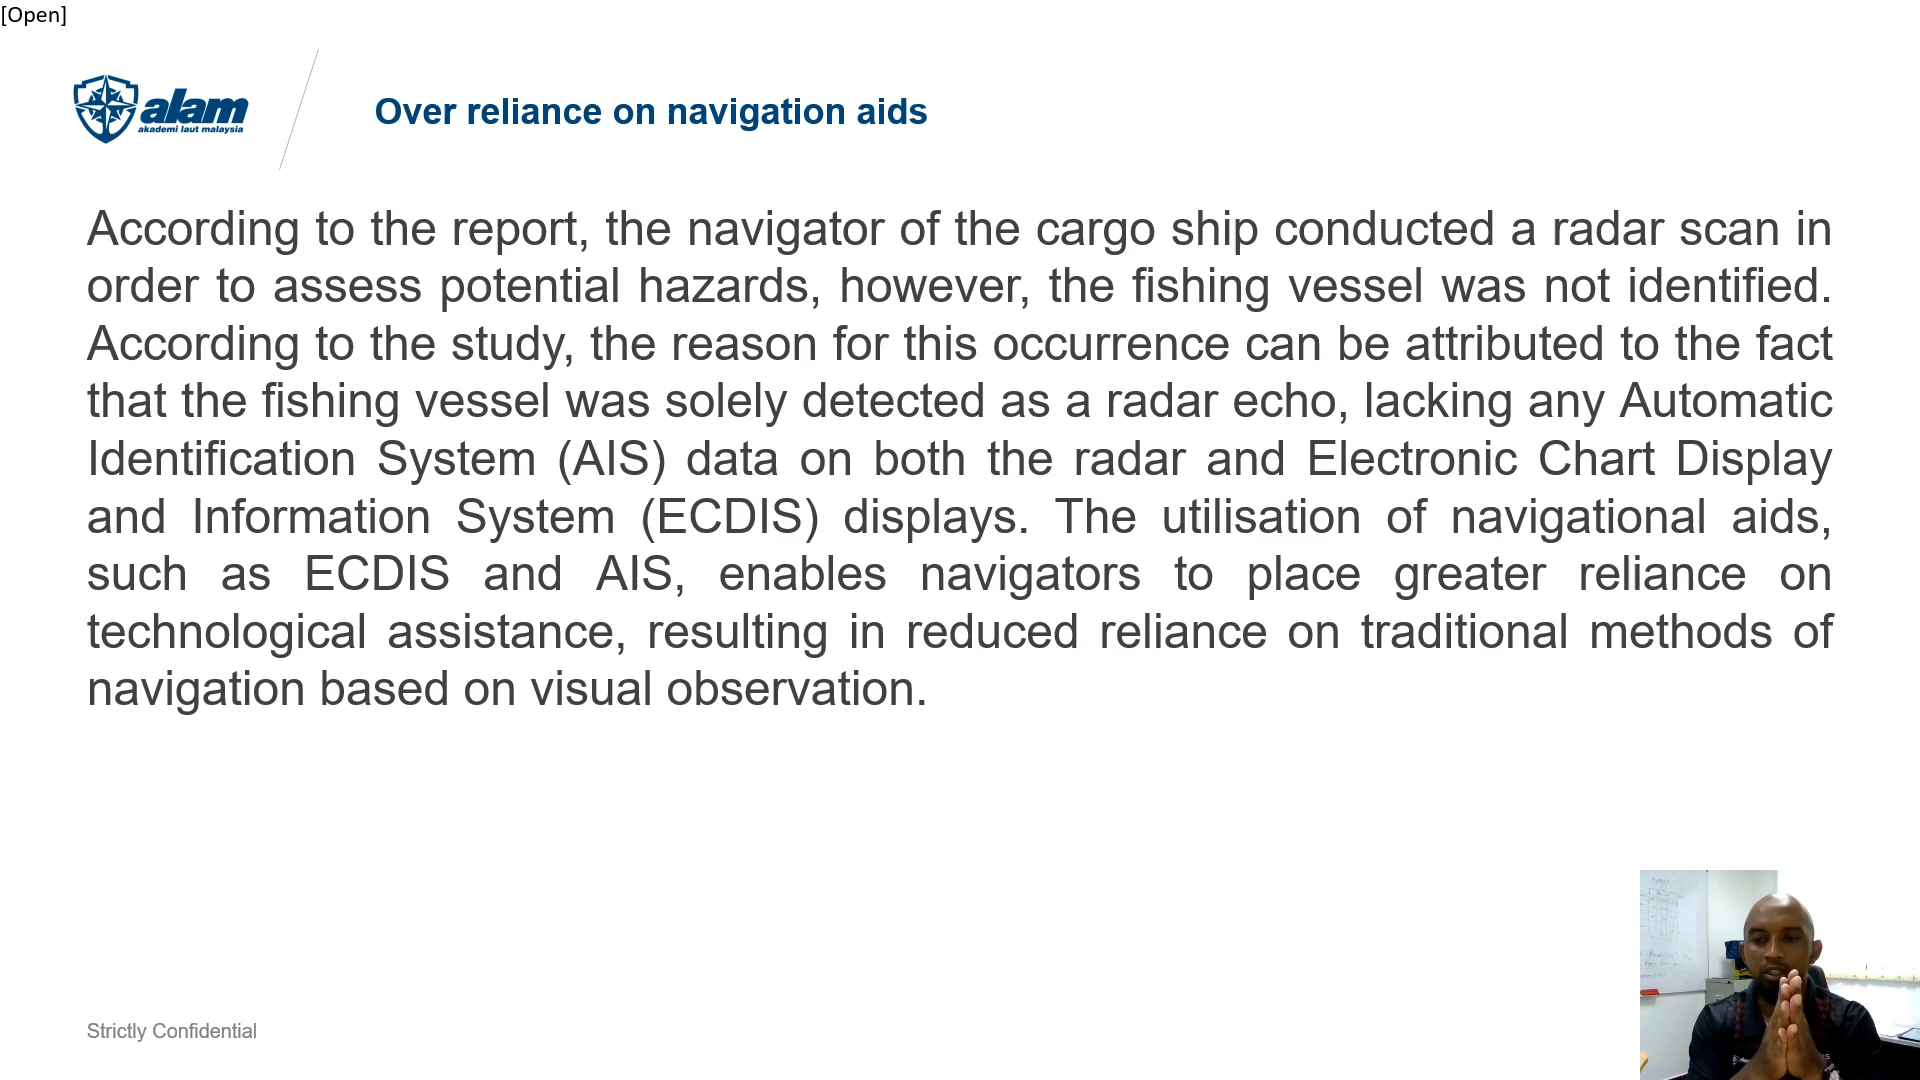 [Open]
alam
akademi laut malaysia
Over reliance on navigation aids
According to the report, the navigator of the cargo ship conducted a radar scan in
order to assess potential hazards, however, the fishing vessel was not identified.
According to the study, the reason for this occurrence can be attributed to the fact
that the fishing vessel was solely detected as a radar echo, lacking any Automatic
Identification System (AIS) data on both the radar and Electronic Chart Display
and Information System (ECDIS) displays. The utilisation of navigational aids,
such as ECDIS and AIS, enables navigators to place greater reliance on
technological assistance, resulting in reduced reliance on traditional methods of
navigation based on visual observation.
Strictly Confidential